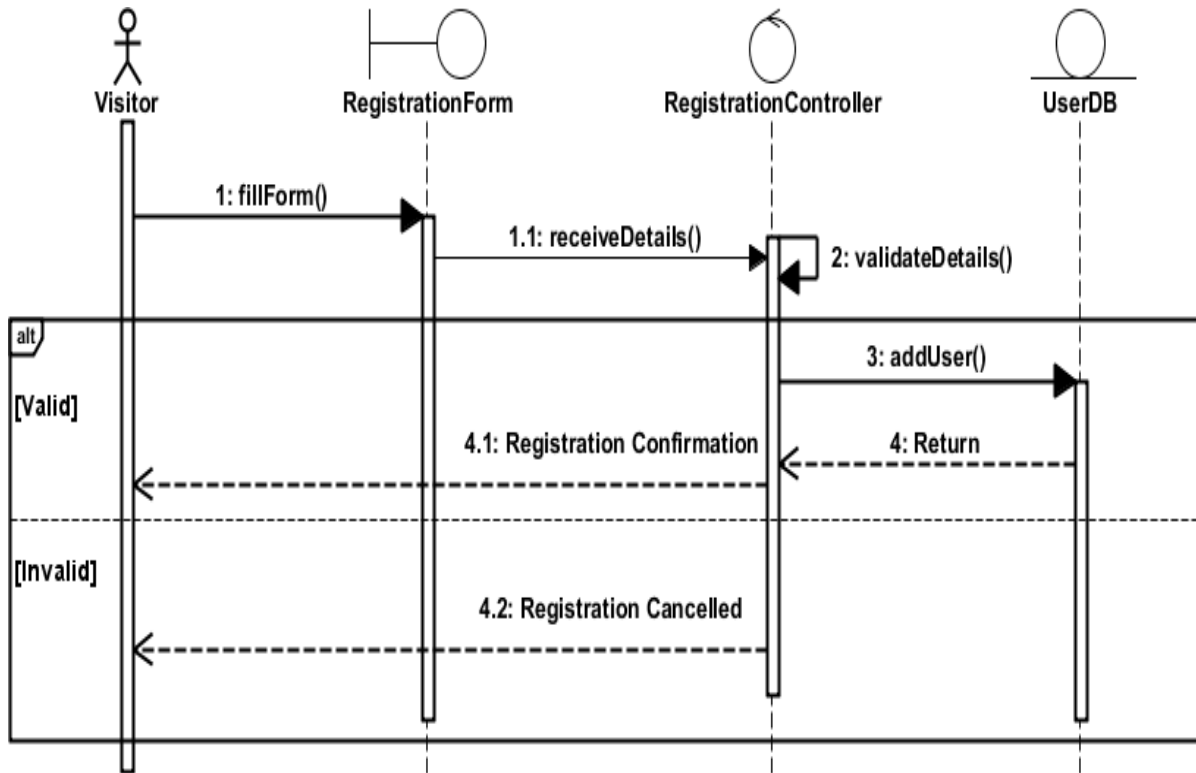 Visitor
RegistrationForm
RegistrationController
UserDB
1: fillForm()
1.1: receiveDetails()
2: validateDetails()
alt
3: addUser()
[Valid]
4.1: Registration Confirmation
4: Return
[Invalid]
4.2: Registration Cancelled